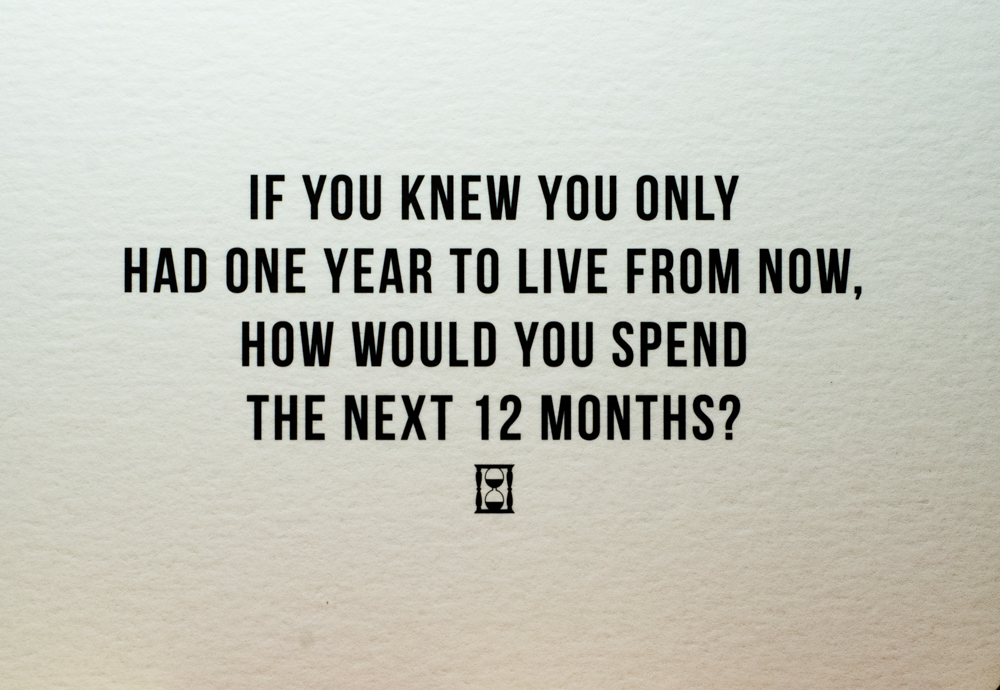 IF YOU KNEW YOU ONLY
HAD ONE YEAR TO LIVE FROM NOW,
HOW WOULD YOU SPEND
THE NEXT 12 MONTHS?